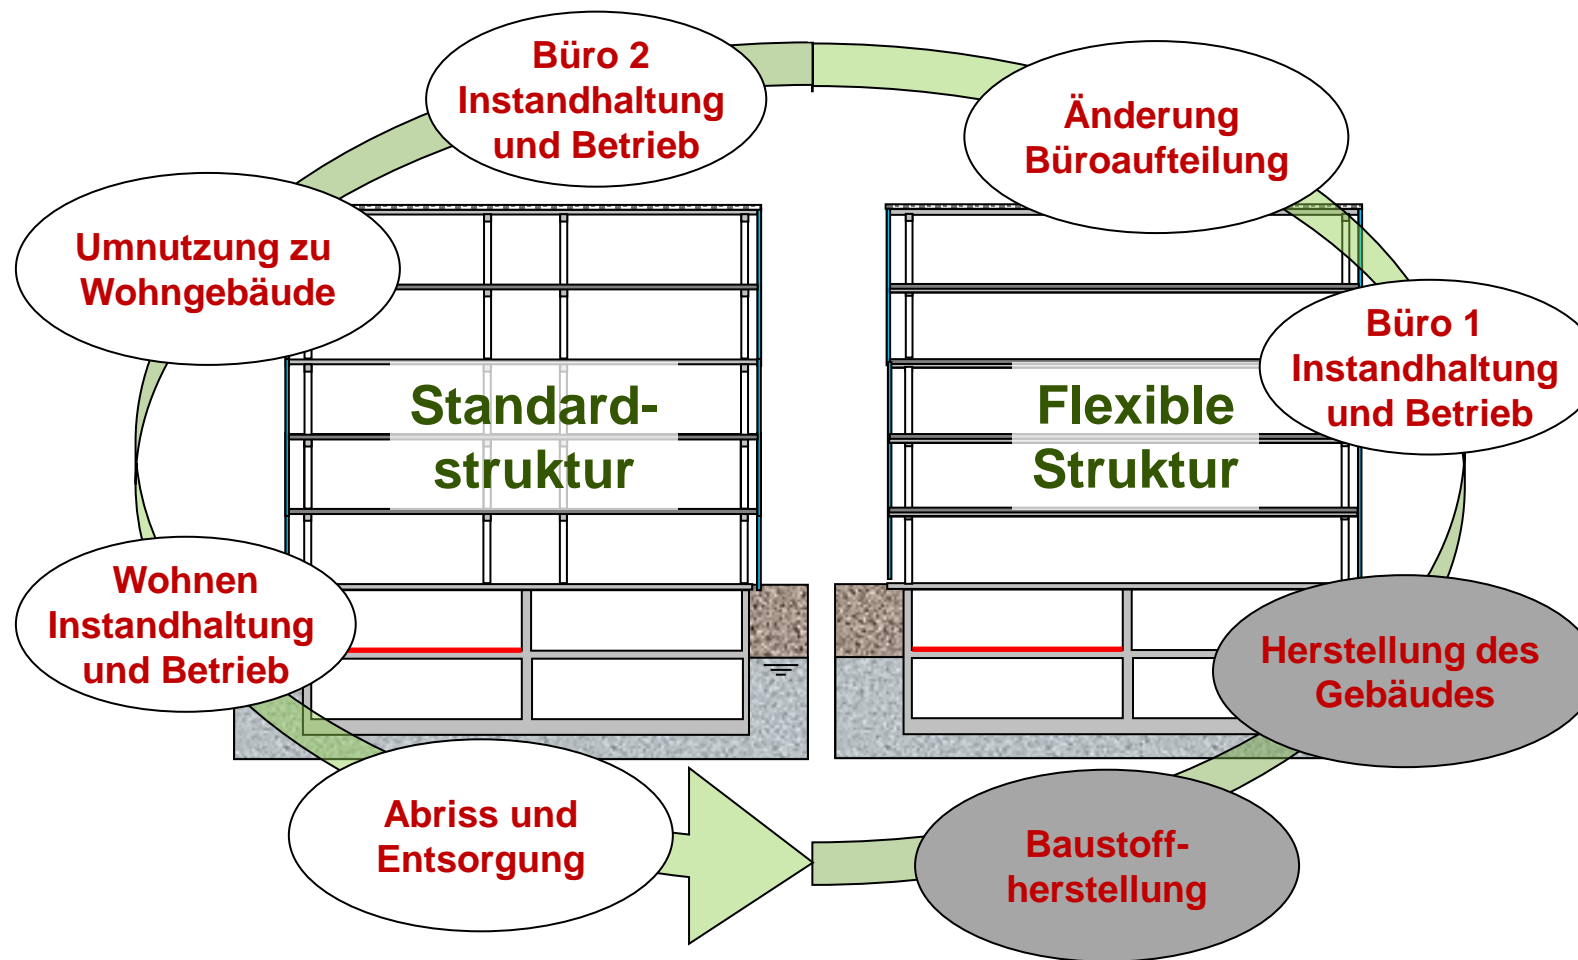 Büro 2
Instandhaltung
und Betrieb
Änderung
Büroaufteilung
Umnutzung zu
Wohngebäude
Büro 1
Instandhaltung
und Betrieb
Standard-
struktur
Flexible
Struktur
Wohnen
Instandhaltung
und Betrieb
Herstellung des
Gebäudes
Abriss und
Entsorgung
Baustoff-
herstellung